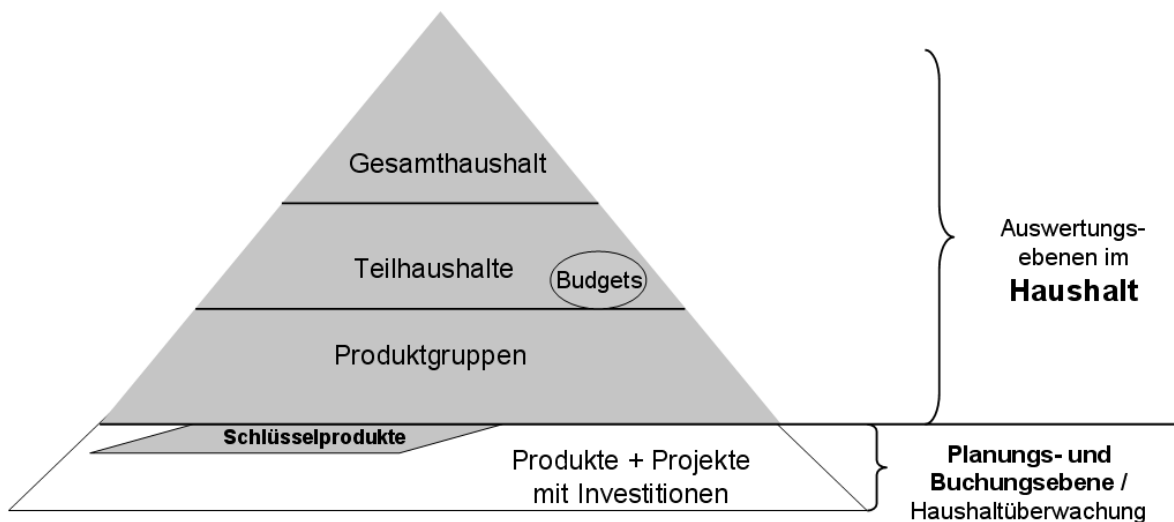 Gesamthaushalt
Teilhaushalte
Budgets
Produktgruppen
Schlüsselprodukte
Produkte + Projekte
mit Investitionen
Auswertungs-
ebenen im
Haushalt
Planungs- und
Buchungsebene /
Haushaltüberwachung